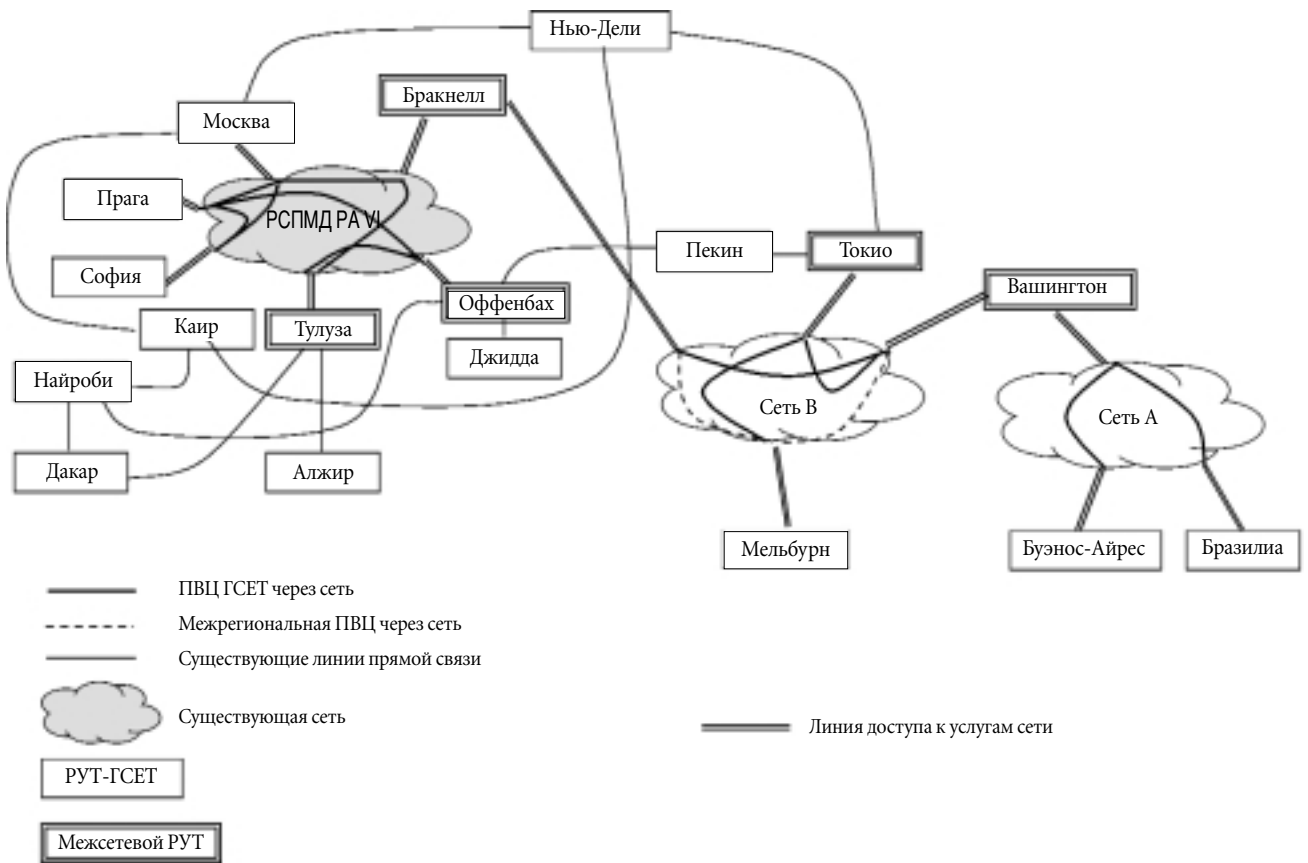 Нью-Дели
Бракнелл
Москва
Прага
РСПМД РА VI
Пекин
Токио
София
Вашингтон
Оффенбах
Каир
Тулуза
Джидда
Найроби
Сеть В
Сеть А
Дакар
Алжир
Мельбурн
Буэнос-Айрес
Бразилиа
ПВЦ ГСЕТ через сеть
Межрегиональная ПВЦ через сеть
Существующие линии прямой связи
Существующая сеть
Линия доступа к услугам сети
РУТ-ГСЕТ
Межсетевой РУТ